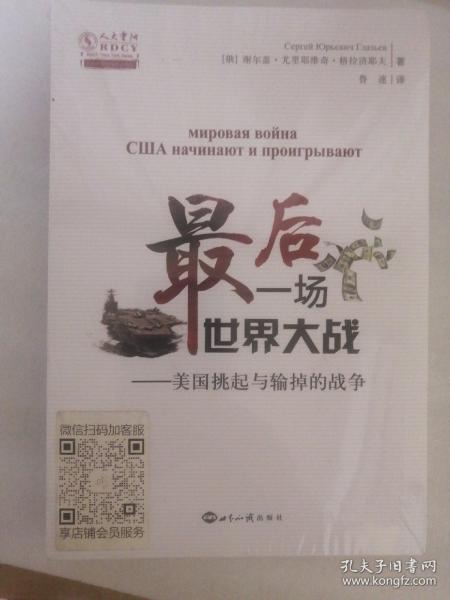 人大重阳
RDCY
Сергей Юрьевич Глазьев
[俄] 谢尔盖·尤里耶维奇·格拉济耶夫 著
鲁速 译
мировая война
США начинают и проигрывают
最后
一场
世界大战
——美国挑起与输掉的战争
微信扫码加客服
享店铺会员服务
世界知识出版社
孔夫子旧书网
www.kongfz.com